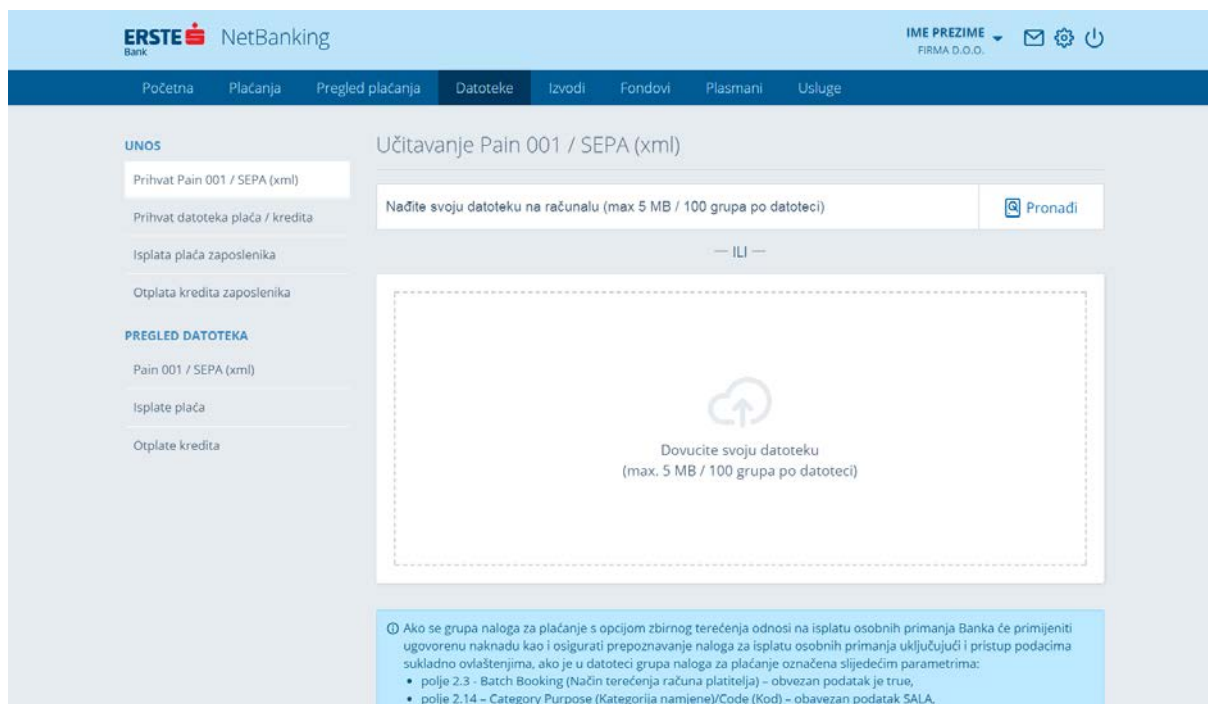 ERSTE
Bank
NetBanking
IME PREZIME
FIRMA D.O.O.
Početna Plaćanja Pregled plaćanja Datoteke Izvodi Fondovi Plasmani Usluge
UNOS
Prihvat Pain 001 / SEPA (xml)
Prihvat datoteka plaća / kredita
Isplata plaća zaposlenika
Otplata kredita zaposlenika
PREGLED DATOTEKA
Pain 001 / SEPA (xml)
Isplate plaća
Otplate kredita
Učitavanje Pain 001 / SEPA (xml)
Nađite svoju datoteku na računalu (max 5 MB / 100 grupa po datoteci)
Pronađi
— ILI —
Dovucite svoju datoteku
(max. 5 MB / 100 grupa po datoteci)
Ako se grupa naloga za plaćanje s opcijom zbirnog terećenja odnosi na isplatu osobnih primanja Banka će primijeniti
ugovorenu naknadu kao i osigurati prepoznavanje naloga za isplatu osobnih primanja uključujući i pristup podacima
sukladno ovlaštenjima, ako je u datoteci grupa naloga za plaćanje označena slijedećim parametrima:
• polje 2.3 - Batch Booking (Način terećenja računa platitelja) – obvezan podatak je true,
• polje 2.14 – Category Purpose (Kategorija namjene)/Code (Kod) – obavezan podatak SALA,